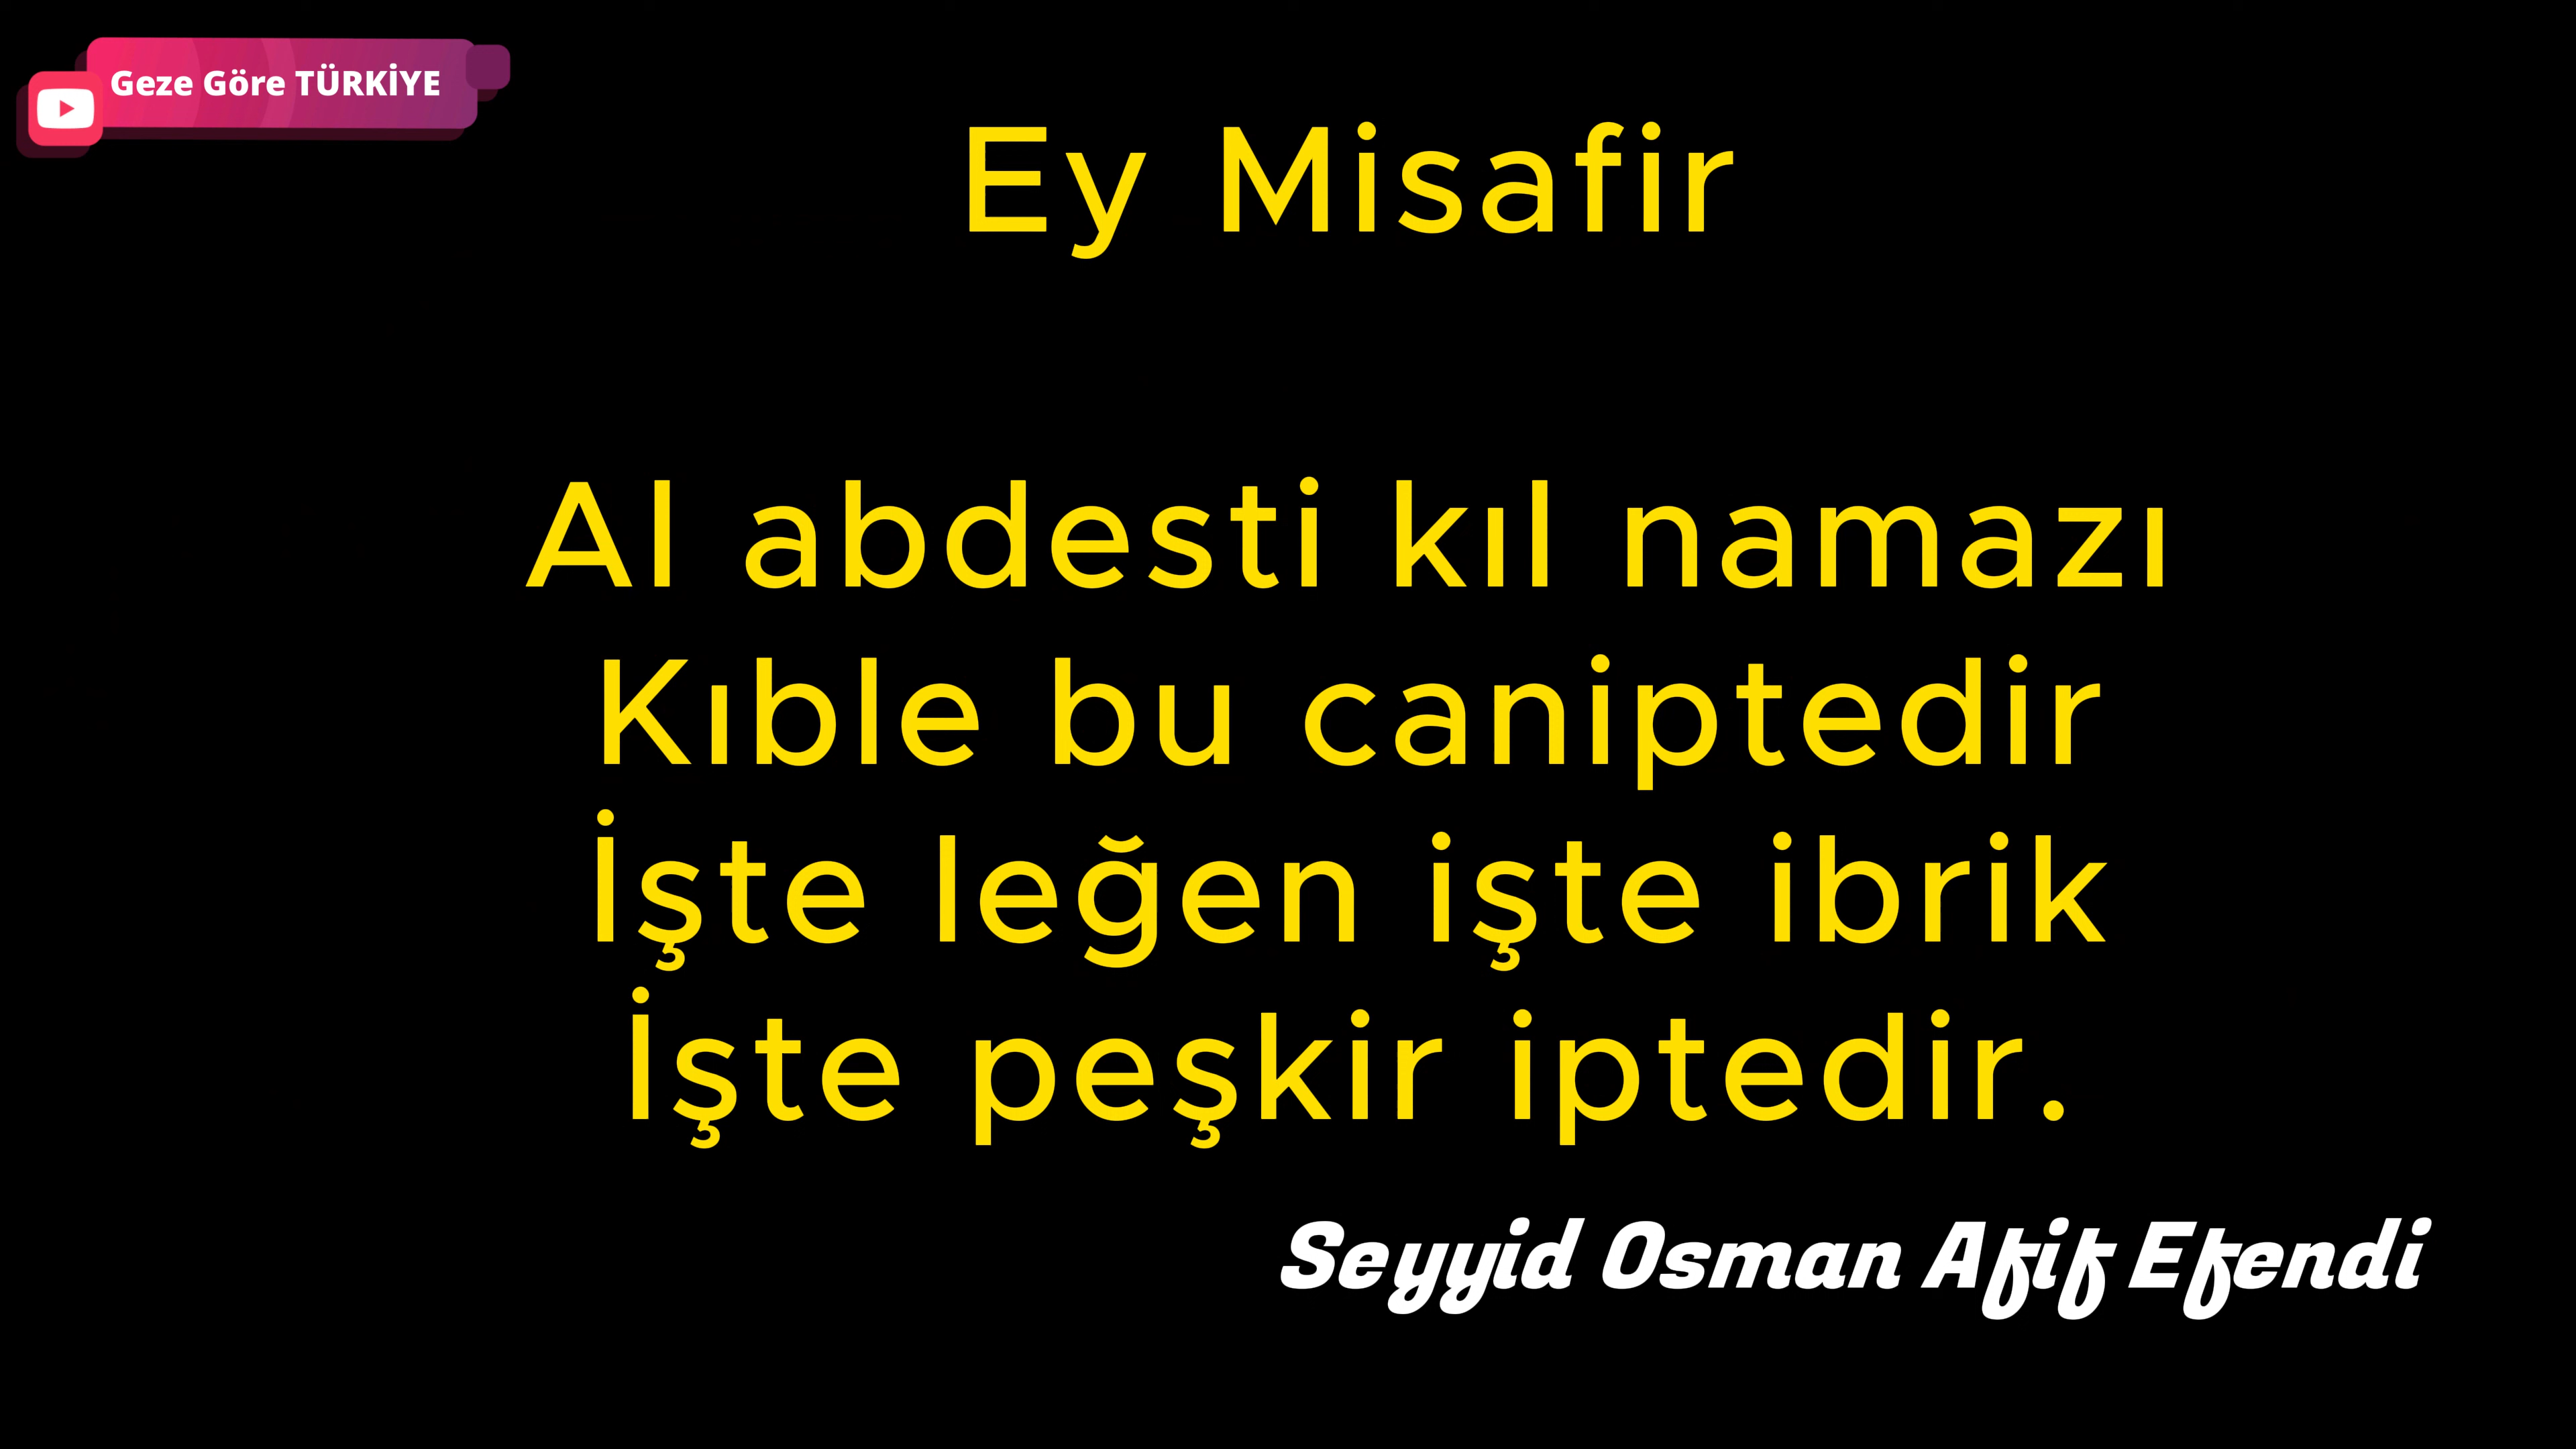 Geze Göre TÜRKİYE
Ey Misafir
Al abdesti kıl namazı
Kıble bu caniptedir
İşte leğen işte ibrik
İşte peşkir iptedir.
Seyyid Osman Afif Efendi